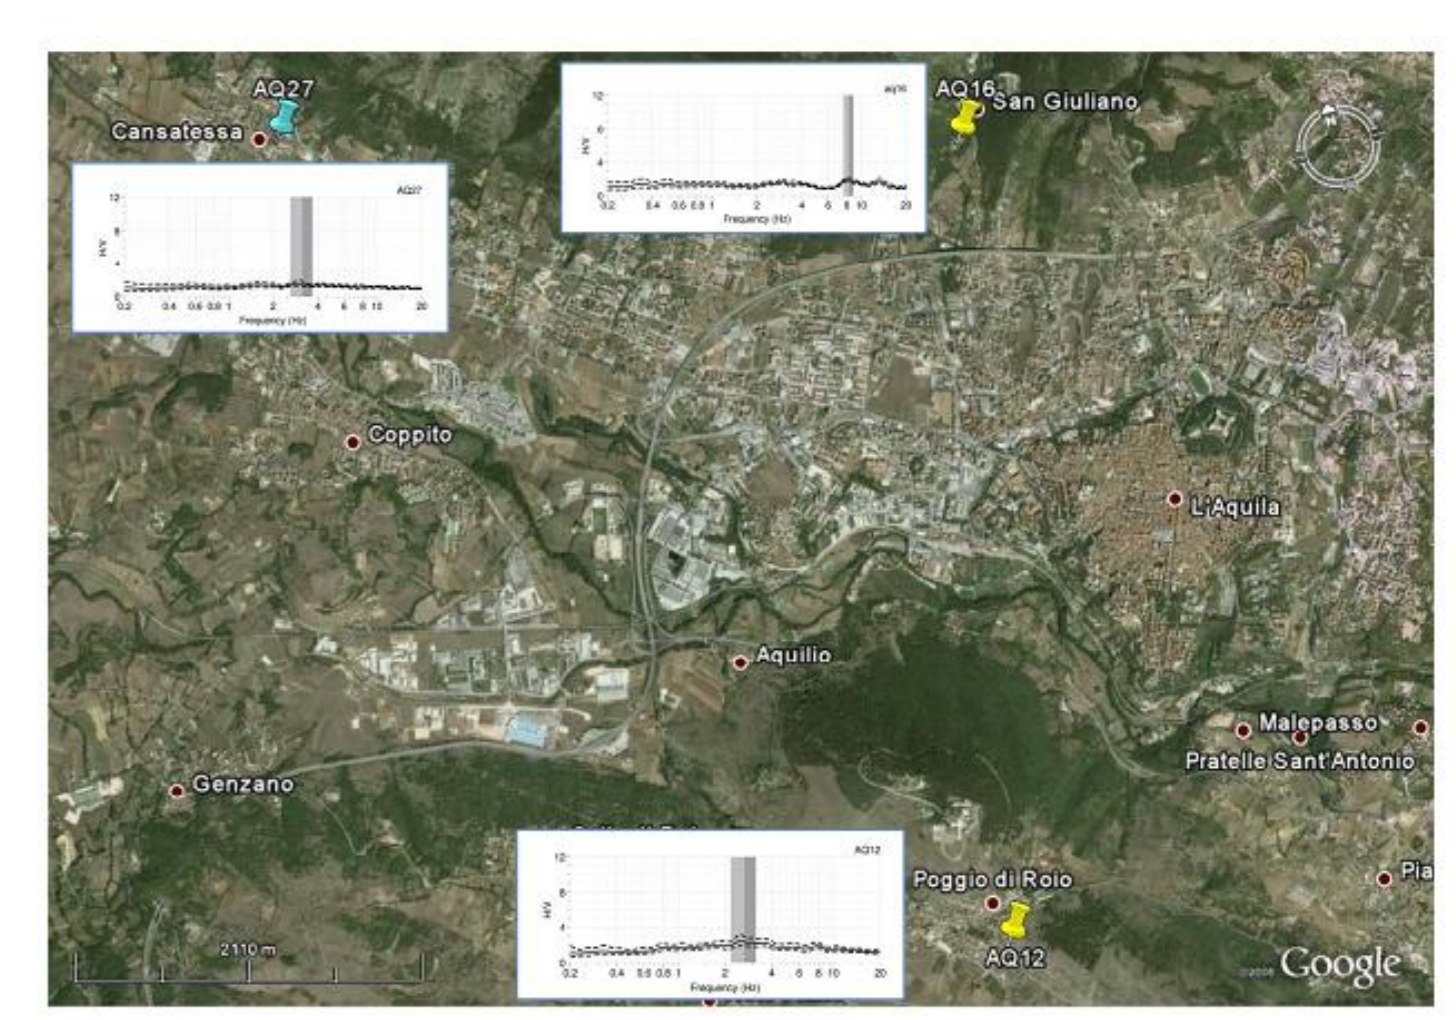 AQ27
Cansatessa
AQ16
San Giuliano
aq16
12
8
4
0
H/V
0.2 0.4 0.6 0.8 1 2 4 6 8 10 20
Frequency (Hz)
AQ27
12
8
4
0
H/V
0.2 0.4 0.6 0.8 1 2 4 6 8 10 20
Frequency (Hz)
Coppito
L'Aquila
Aquilio
Malepasso
Pratelle Sant'Antonio
Genzano
AQ12
12
8
4
0
H/V
0.2 0.4 0.6 0.8 1 2 4 6 8 10 20
Frequency (Hz)
Poggio di Roio
AQ12
Pia
2110 m
Google